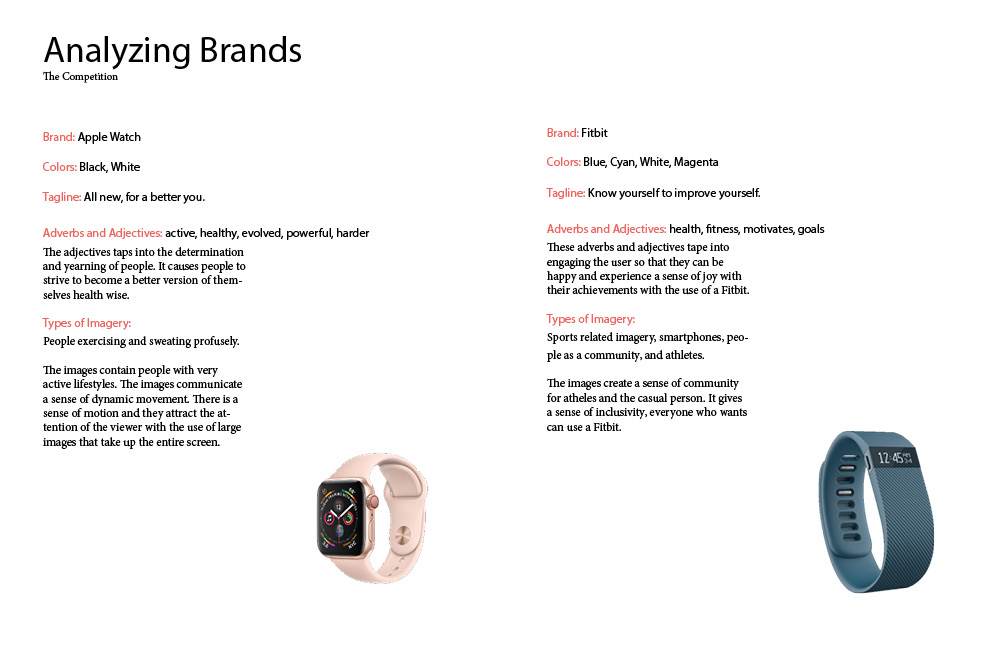 Analyzing Brands
The Competition
Brand: Apple Watch
Colors: Black, White
Tagline: All new, for a better you.
Adverbs and Adjectives: active, healthy, evolved, powerful, harder
The adjectives taps into the determination
and yearning of people. It causes people to
strive to become a better version of them-
selves health wise.
Types of Imagery:
People exercising and sweating profusely.
The images contain people with very
active lifestyles. The images communicate
a sense of dynamic movement. There is a
sense of motion and they attract the at-
tention of the viewer with the use of large
images that take up the entire screen.
Brand: Fitbit
Colors: Blue, Cyan, White, Magenta
Tagline: Know yourself to improve yourself.
Adverbs and Adjectives: health, fitness, motivates, goals
These adverbs and adjectives tape into
engaging the user so that they can be
happy and experience a sense of joy with
their achievements with the use of a Fitbit.
Types of Imagery:
Sports related imagery, smartphones, peo-
ple as a community, and athletes.
The images create a sense of community
for atheles and the casual person. It gives
a sense of inclusivity, everyone who wants
can use a Fitbit.
12:45